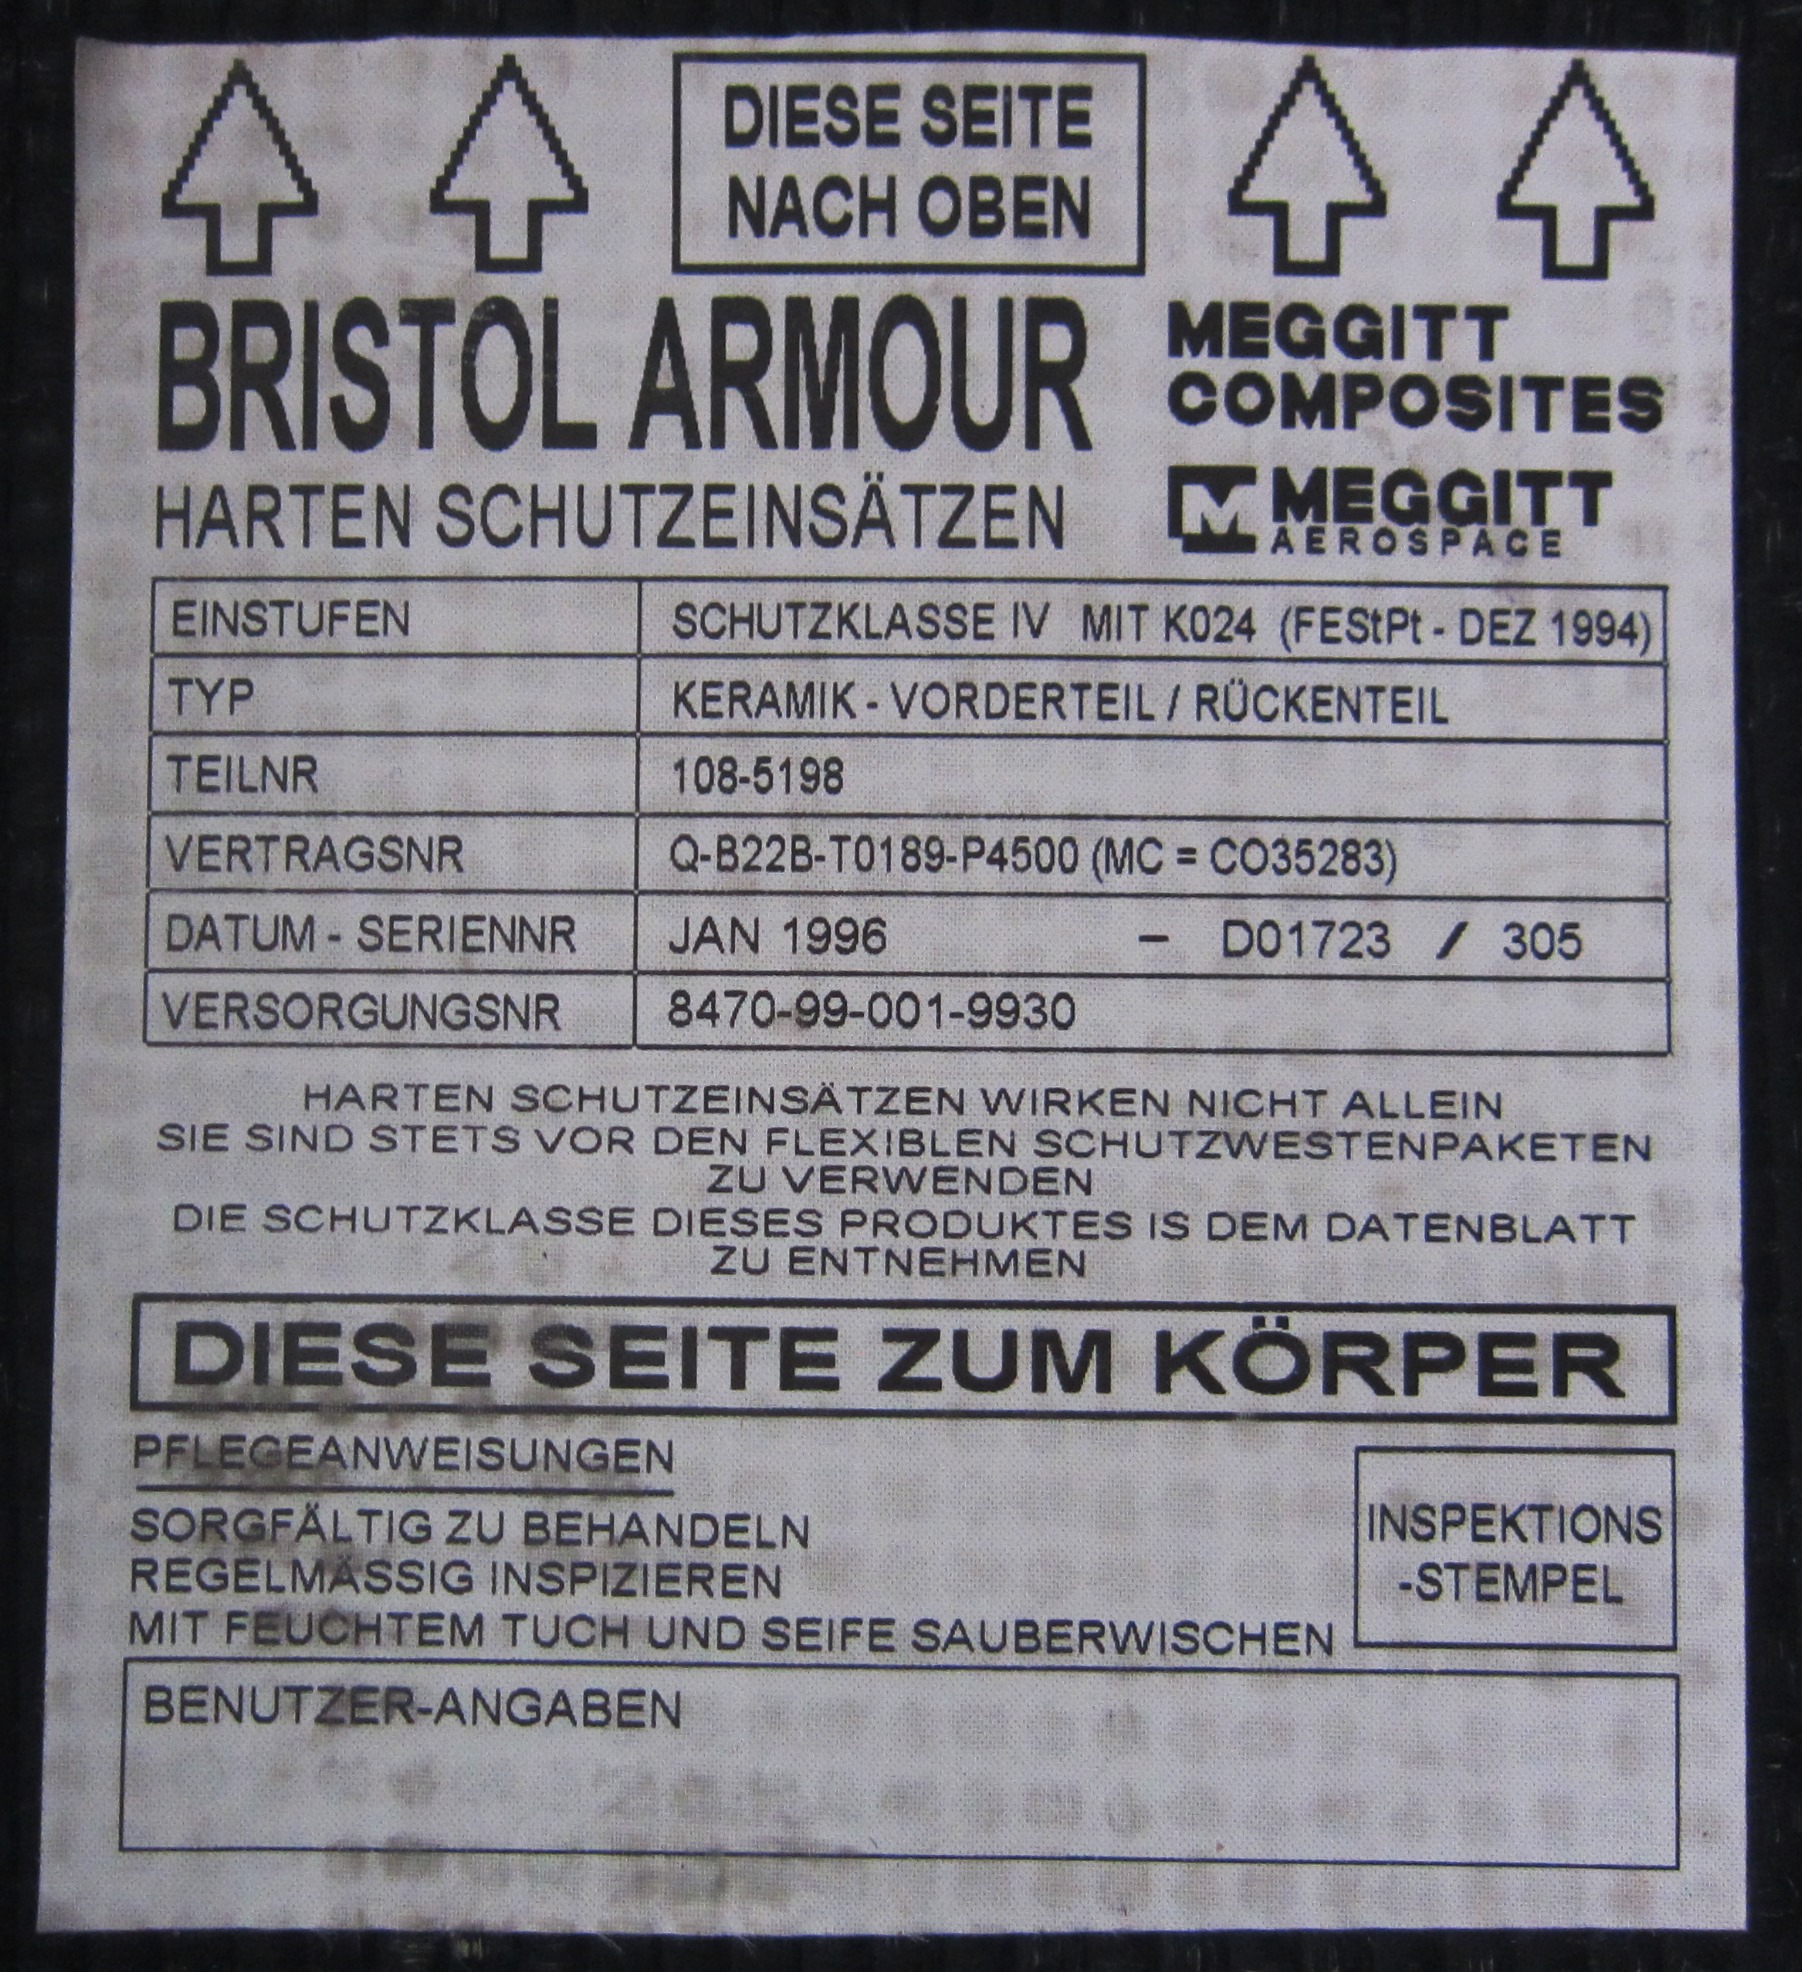 DIESE SEITE
NACH OBEN
BRISTOL ARMOUR
MEGGITT
COMPOSITES
HARTEN SCHUTZEINSÄTZEN
MEGGITT
AEROSPACE
EINSTUFEN SCHUTZKLASSE IV MIT K024 (FEStPt - DEZ 1994)
TYP KERAMIK - VORDERTEIL / RÜCKENTEIL
TEILNR 108-5198
VERTRAGSNR Q-B22B-T0189-P4500 (MC = CO35283)
DATUM - SERIENNR JAN 1996 – D01723 / 305
VERSORGUNGSNR 8470-99-001-9930
HARTEN SCHUTZEINSÄTZEN WIRKEN NICHT ALLEIN
SIE SIND STETS VOR DEN FLEXIBLEN SCHUTZWESTENPAKETEN
ZU VERWENDEN
DIE SCHUTZKLASSE DIESES PRODUKTES IS DEM DATENBLATT
ZU ENTNEHMEN
DIESE SEITE ZUM KÖRPER
PFLEGEANWEISUNGEN
SORGFÄLTIG ZU BEHANDELN
REGELMÄSSIG INSPIZIEREN
MIT FEUCHTEM TUCH UND SEIFE SAUBERWISCHEN
INSPEKTIONS
-STEMPEL
BENUTZER-ANGABEN